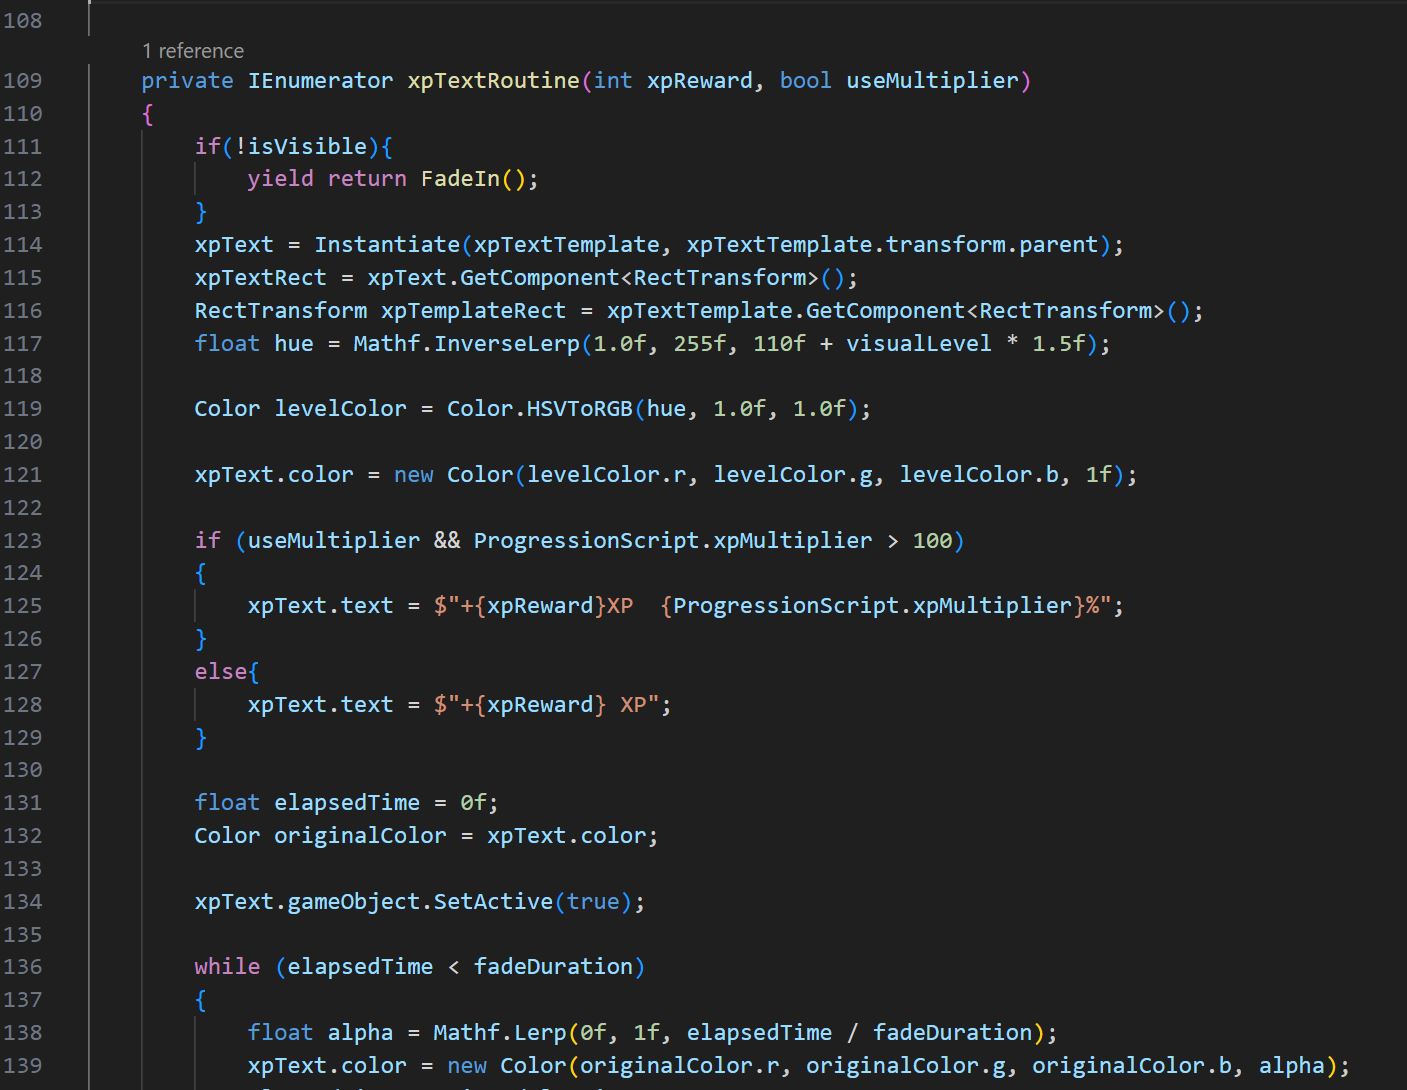 108
1 reference
109 private IEnumerator xpTextRoutine(int xpReward, bool useMultiplier)
110 {
111 if(!isVisible){
112 yield return FadeIn();
113 }
114 xpText = Instantiate(xpTextTemplate, xpTextTemplate.transform.parent);
115 xpTextRect = xpText.GetComponent<RectTransform>();
116 RectTransform xpTemplateRect = xpTextTemplate.GetComponent<RectTransform>();
117 float hue = Mathf.InverseLerp(1.0f, 255f, 110f + visualLevel * 1.5f);
118
119 Color levelColor = Color.HSVToRGB(hue, 1.0f, 1.0f);
120
121 xpText.color = new Color(levelColor.r, levelColor.g, levelColor.b, 1f);
122
123 if (useMultiplier && ProgressionScript.xpMultiplier > 100)
124 {
125 xpText.text = $"+{xpReward}XP  {ProgressionScript.xpMultiplier}%";
126 }
127 else{
128 xpText.text = $"+{xpReward} XP";
129 }
130
131 float elapsedTime = 0f;
132 Color originalColor = xpText.color;
133
134 xpText.gameObject.SetActive(true);
135
136 while (elapsedTime < fadeDuration)
137 {
138 float alpha = Mathf.Lerp(0f, 1f, elapsedTime / fadeDuration);
139 xpText.color = new Color(originalColor.r, originalColor.g, originalColor.b, alpha);